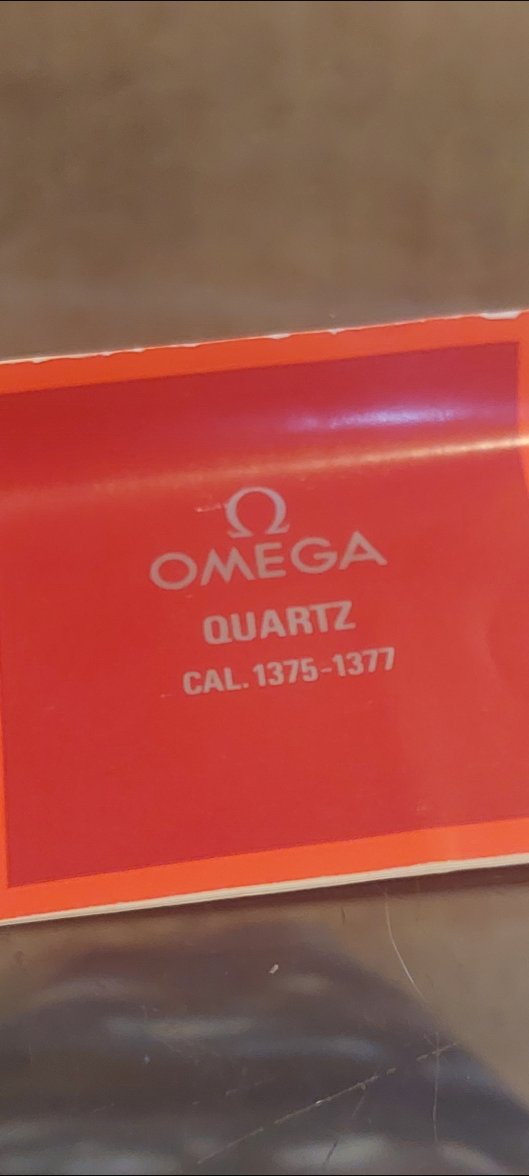 Ω
OMEGA
QUARTZ
CAL. 1375-1377